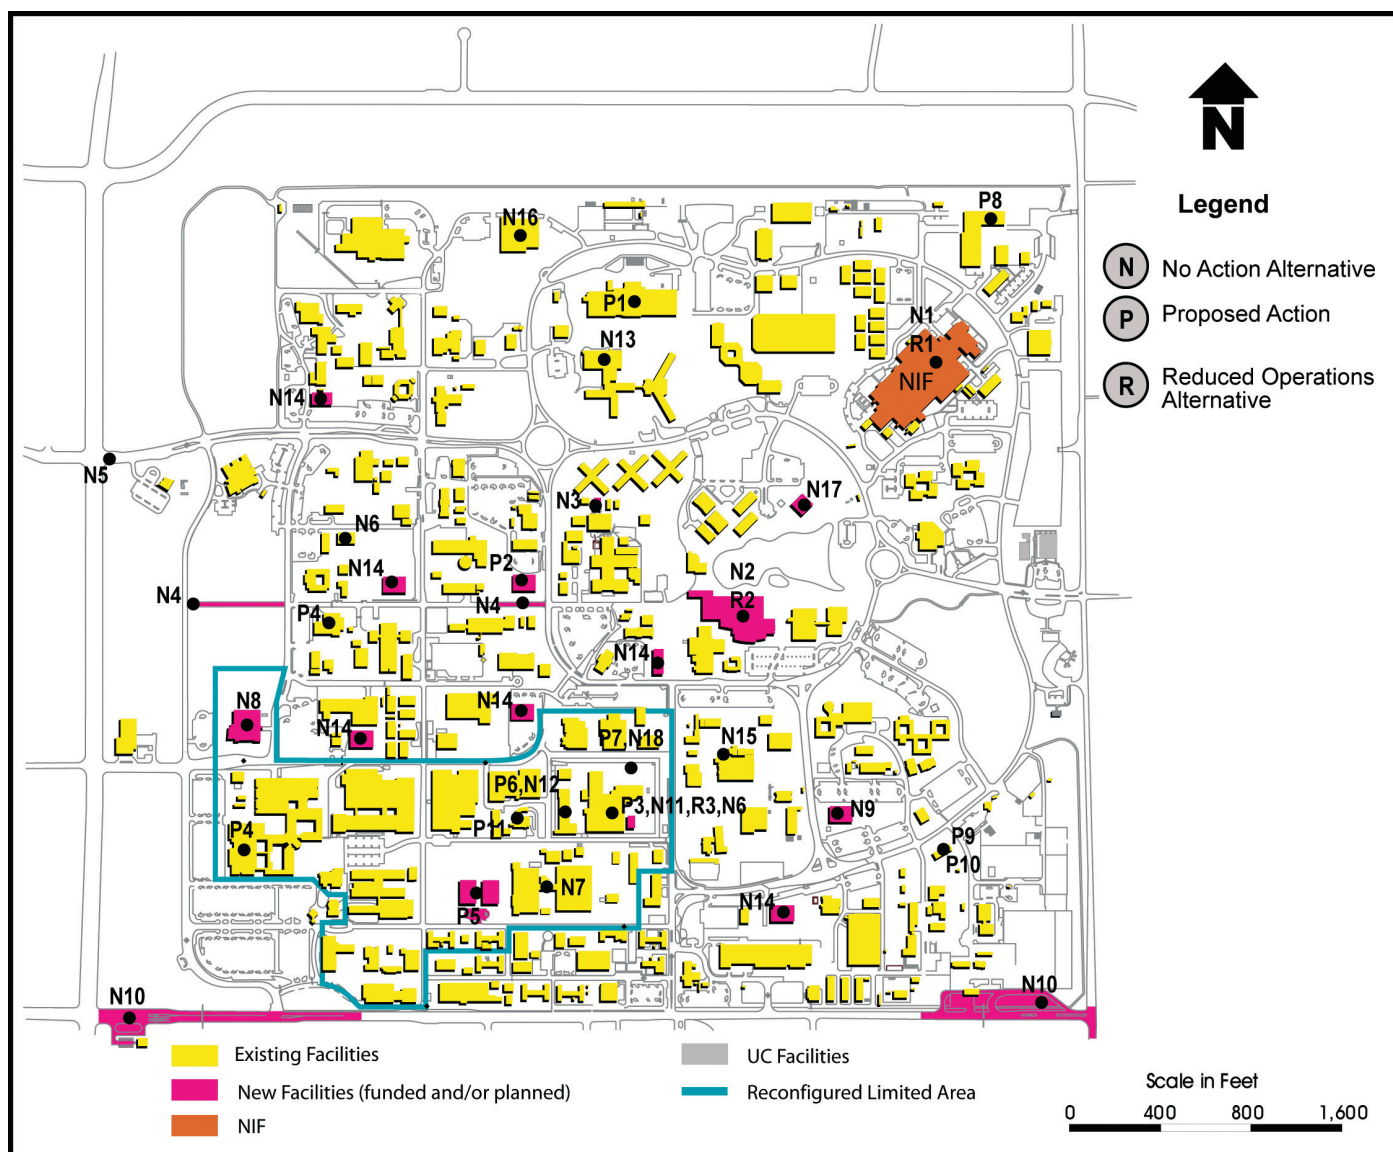 N
Legend
N No Action Alternative
P Proposed Action
R Reduced Operations
Alternative
P8
N16
P1
N1
N13
R1
NIF
N14
N5
N17
N3
N6
N14
P2
N2
N4
N4
R2
P4
N14
N8
N14
N14
P7,N18
N15
P6,N12
P3,N11,R3,N6
N9
P11
P4
P9
P10
N7
P5
N14
N10
N10
Existing Facilities
New Facilities (funded and/or planned)
NIF
UC Facilities
Reconfigured Limited Area
Scale in Feet
0 400 800 1,600